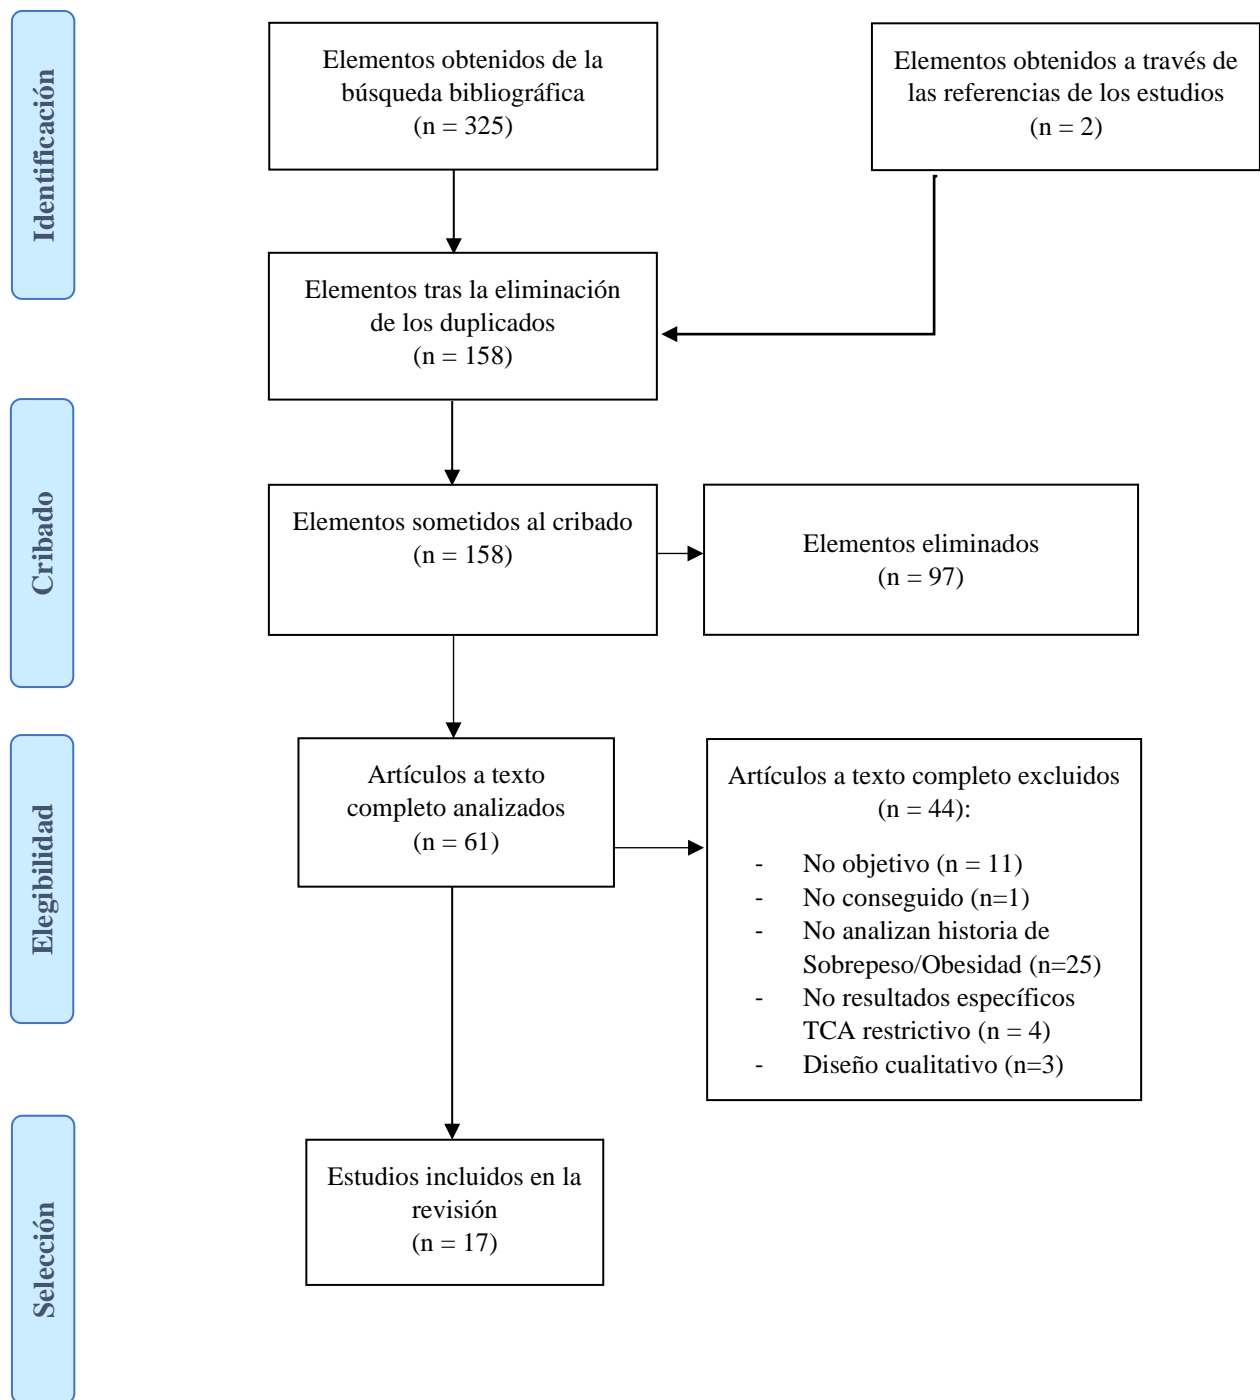 Identificación
Elementos obtenidos de la
búsqueda bibliográfica
(n = 325)
Elementos obtenidos a través de
las referencias de los estudios
(n = 2)
Elementos tras la eliminación
de los duplicados
(n = 158)
Cribado
Elementos sometidos al cribado
(n = 158)
Elementos eliminados
(n = 97)
Elegibilidad
Artículos a texto
completo analizados
(n = 61)
Artículos a texto completo excluidos
(n = 44):
- No objetivo (n = 11)
- No conseguido (n=1)
- No analizan historia de
Sobrepeso/Obesidad (n=25)
- No resultados específicos
TCA restrictivo (n = 4)
- Diseño cualitativo (n=3)
Selección
Estudios incluidos en la
revisión
(n = 17)